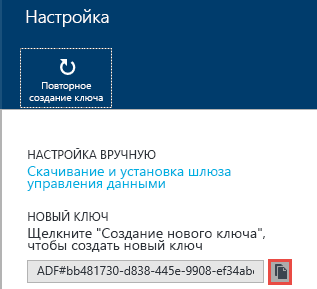 Настройка
Повторное
создание ключа
НАСТРОЙКА ВРУЧНУЮ
Скачивание и установка шлюза
управления данными
НОВЫЙ КЛЮЧ
Щелкните "Создание нового ключа",
чтобы создать новый ключ
ADF#bb481730-d838-445e-9908-ef34abe